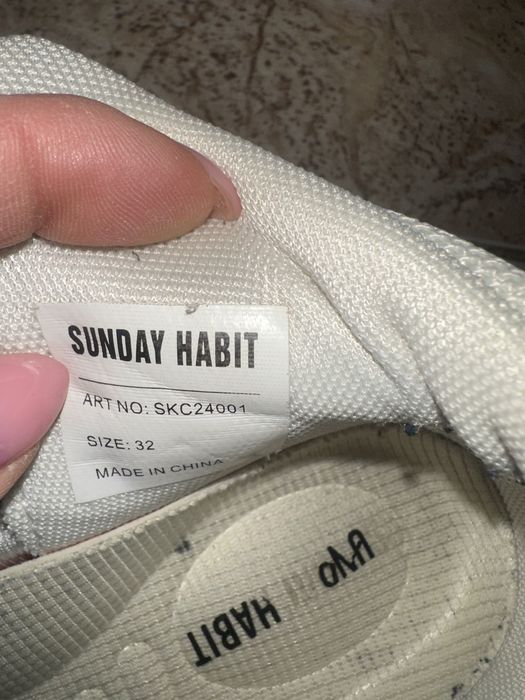 SUNDAY HABIT
ART NO: SKC24001
SIZE: 32
MADE IN CHINA
HABIT